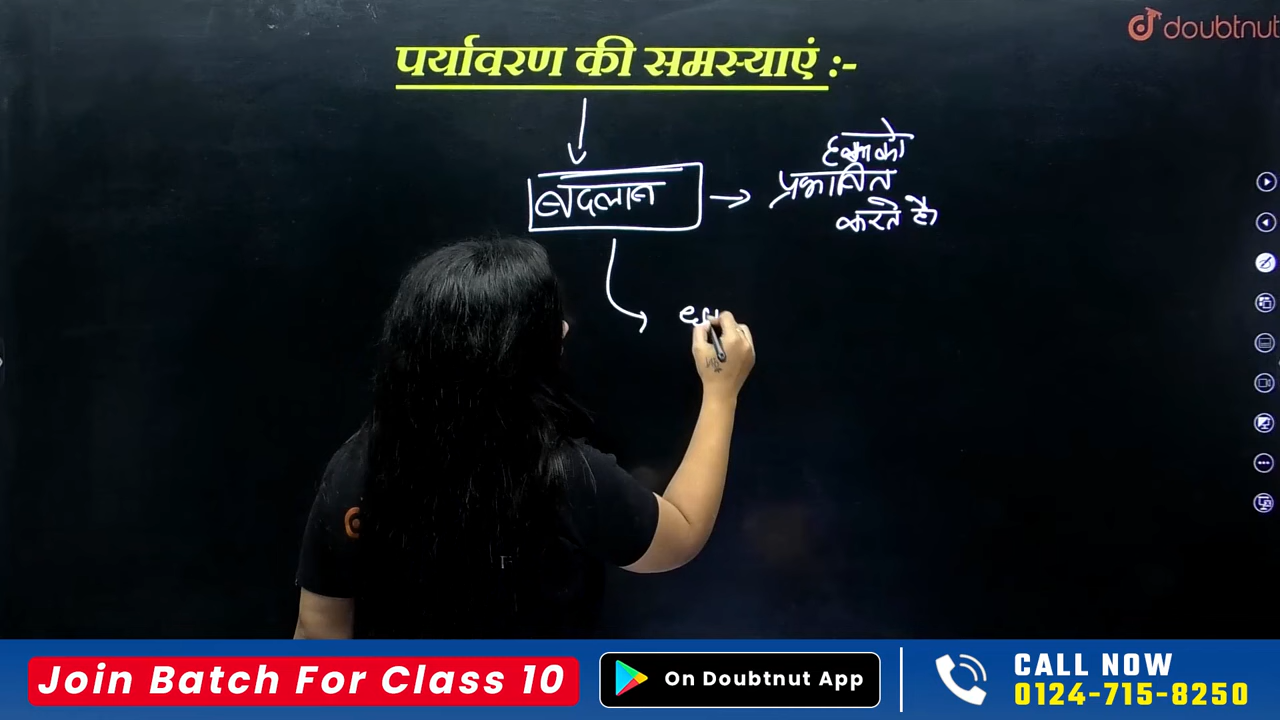 doubtnut
पर्यावरण की समस्याएं :-
बदलाव
हमको
प्रभावित
करते है।
Join Batch For Class 10
On Doubtnut App
CALL NOW
0124-715-8250